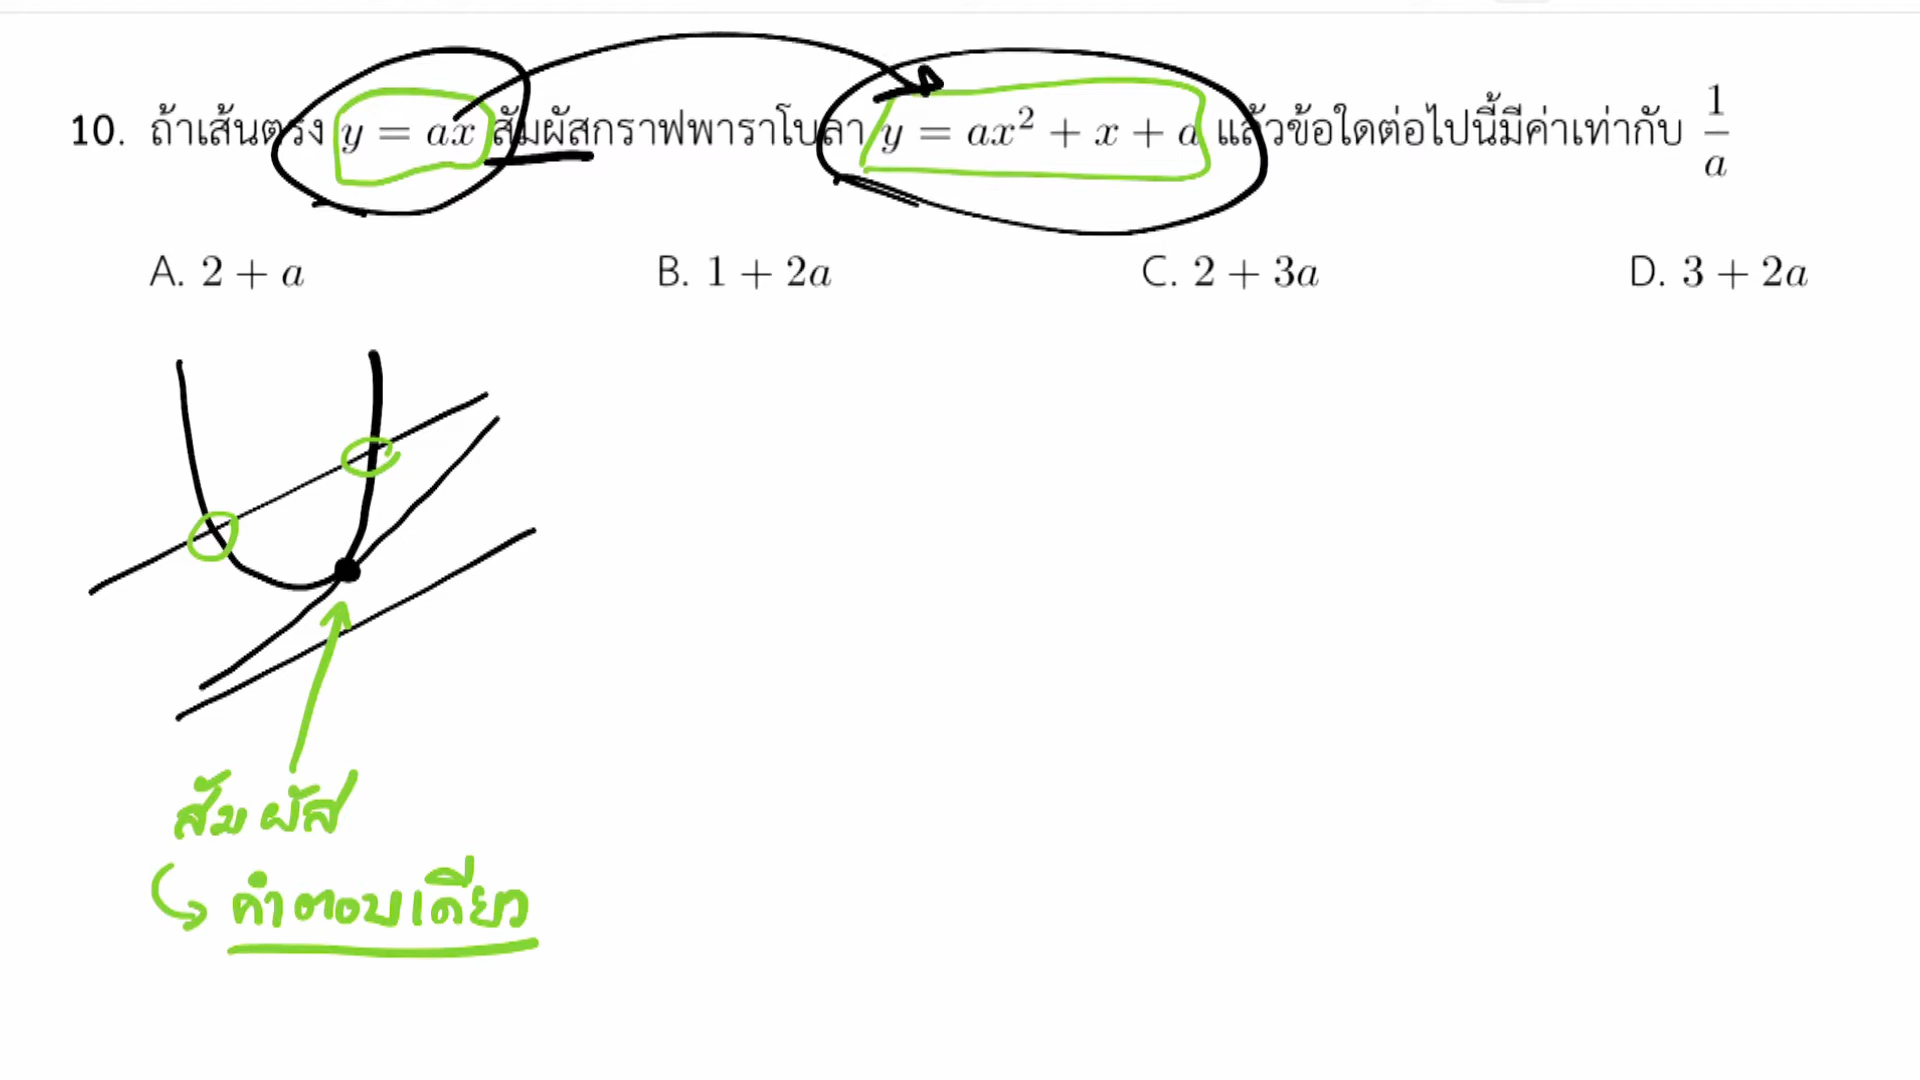 10. ถ้าเส้นตรง y = ax สัมผัสกราฟพาราโบลา y = ax² + x + a แล้วข้อใดต่อไปนี้มีค่าเท่ากับ 1/a
A. 2 + a B. 1 + 2a C. 2 + 3a D. 3 + 2a
สัมผัส
คำตอบเดียว